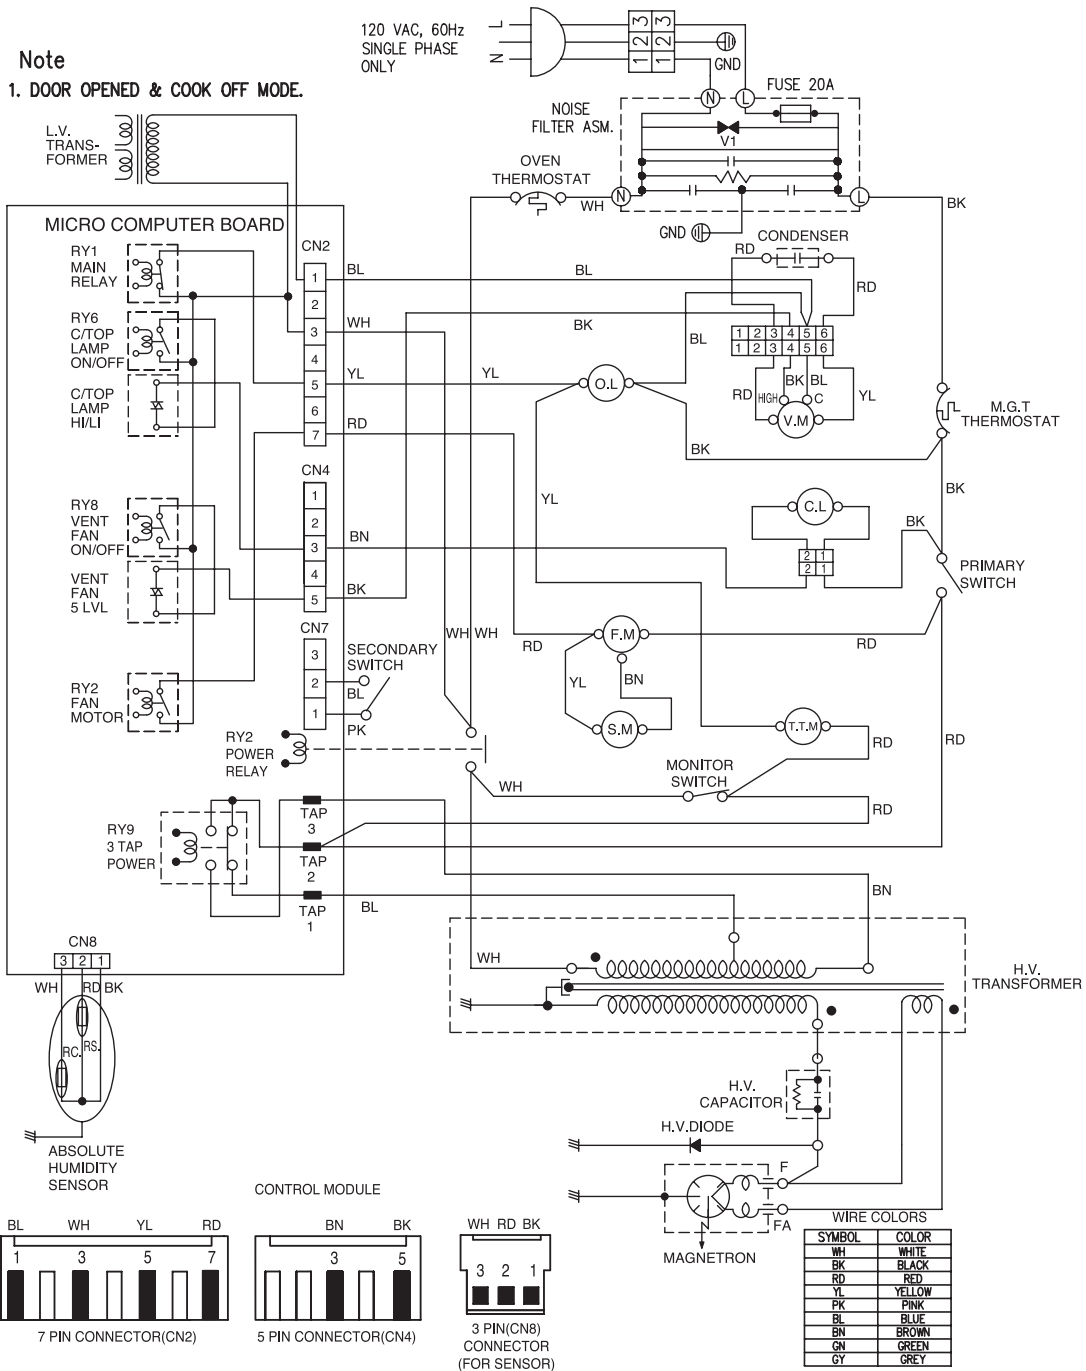 120 VAC, 60Hz
SINGLE PHASE
ONLY
L
N
3 3
2 2
1 1
GND
Note
1. DOOR OPENED & COOK OFF MODE.
N
L
FUSE 20A
NOISE
FILTER ASM.
V1
L.V.
TRANS-
FORMER
OVEN
THERMOSTAT
WH
N
L
BK
GND
MICRO COMPUTER BOARD
CN2
RY1
MAIN
RELAY
1
2
3
4
5
6
7
BL
WH
YL
RD
BL
BK
YL
RD
CONDENSER
RD
BL
1 2 3 4 5 6
1 2 3 4 5 6
RD
BK
BL
YL
HIGH
C
V.M
O.L
M.G.T
THERMOSTAT
BK
BK
RY6
C/TOP
LAMP
ON/OFF
C/TOP
LAMP
HI/LI
CN4
1
2
3
4
5
BN
BK
YL
C.L
2 1
2 1
BK
PRIMARY
SWITCH
RY8
VENT
FAN
ON/OFF
VENT
FAN
5 LVL
CN7
3
2
1
SECONDARY
SWITCH
BL
PK
WH
WH
RD
F.M
RD
YL
BN
S.M
T.T.M
RD
RD
RY2
FAN
MOTOR
RY2
POWER
RELAY
MONITOR
SWITCH
WH
RD
RY9
3 TAP
POWER
TAP
3
TAP
2
TAP
1
BL
BN
WH
H.V.
TRANSFORMER
CN8
3 2 1
WH
RD
BK
RC.
RS.
ABSOLUTE
HUMIDITY
SENSOR
H.V.
CAPACITOR
H.V.DIODE
F
FA
MAGNETRON
CONTROL MODULE
BL WH YL RD
1 3 5 7
7 PIN CONNECTOR(CN2)
BN BK
3 5
5 PIN CONNECTOR(CN4)
WH RD BK
3 2 1
3 PIN(CN8)
CONNECTOR
(FOR SENSOR)
WIRE COLORS
SYMBOL COLOR
WH WHITE
BK BLACK
RD RED
YL YELLOW
PK PINK
BL BLUE
BN BROWN
GN GREEN
GY GREY